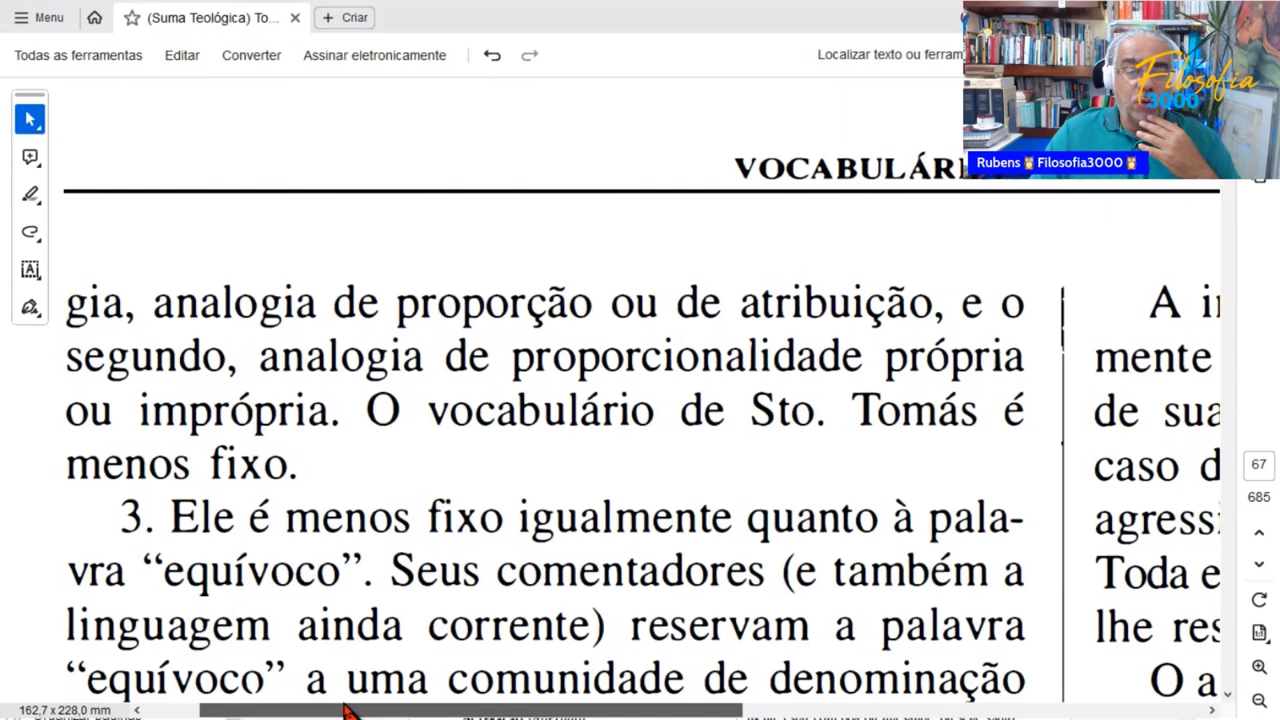 Menu
(Suma Teológica) To...
Criar
Todas as ferramentas
Editar
Converter
Assinar eletronicamente
Localizar texto ou ferram
Filosofia
3000
Rubens🦉Filosofia3000🦉
VOCABULÁRI
gia, analogia de proporção ou de atribuição, e o
segundo, analogia de proporcionalidade própria
ou imprópria. O vocabulário de Sto. Tomás é
menos fixo.
3. Ele é menos fixo igualmente quanto à pala-
vra “equívoco”. Seus comentadores (e também a
linguagem ainda corrente) reservam a palavra
“equívoco” a uma comunidade de denominação
A i
mente
de sua
caso d
agressi
Toda e
lhe res
O a
67
685
162,7 x 228,0 mm